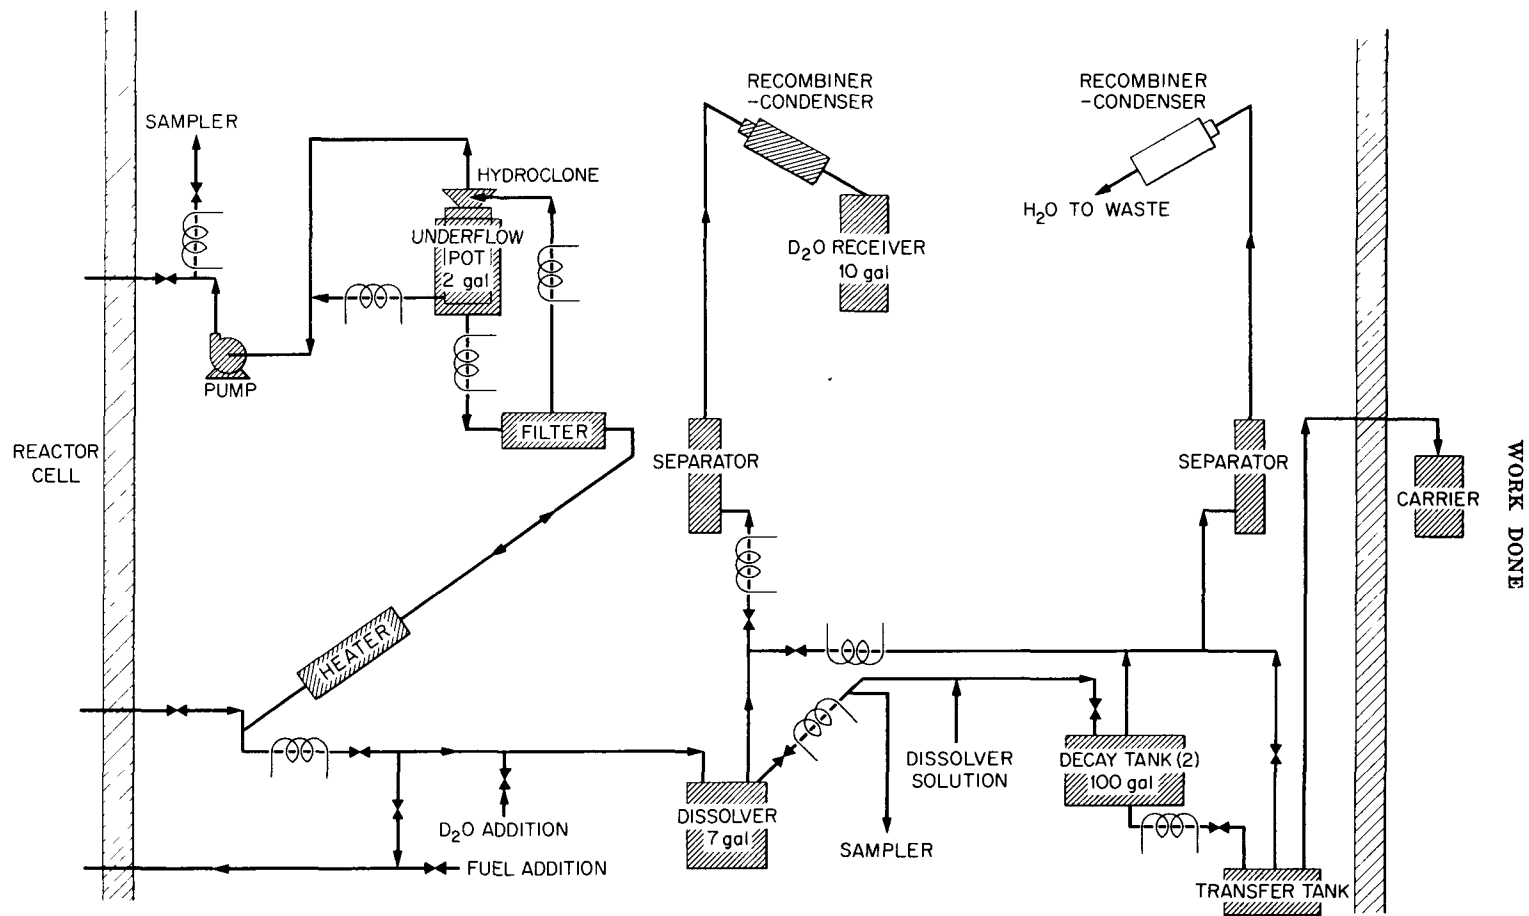 RECOMBINER
-CONDENSER
RECOMBINER
-CONDENSER
SAMPLER
HYDROCLONE
H2O TO WASTE
UNDERFLOW
POT
2 gal
D2O RECEIVER
10 gal
PUMP
FILTER
REACTOR
CELL
SEPARATOR
SEPARATOR
CARRIER
WORK DONE
HEATER
DISSOLVER
SOLUTION
DECAY TANK (2)
100 gal
D2O ADDITION
DISSOLVER
7 gal
SAMPLER
FUEL ADDITION
TRANSFER TANK